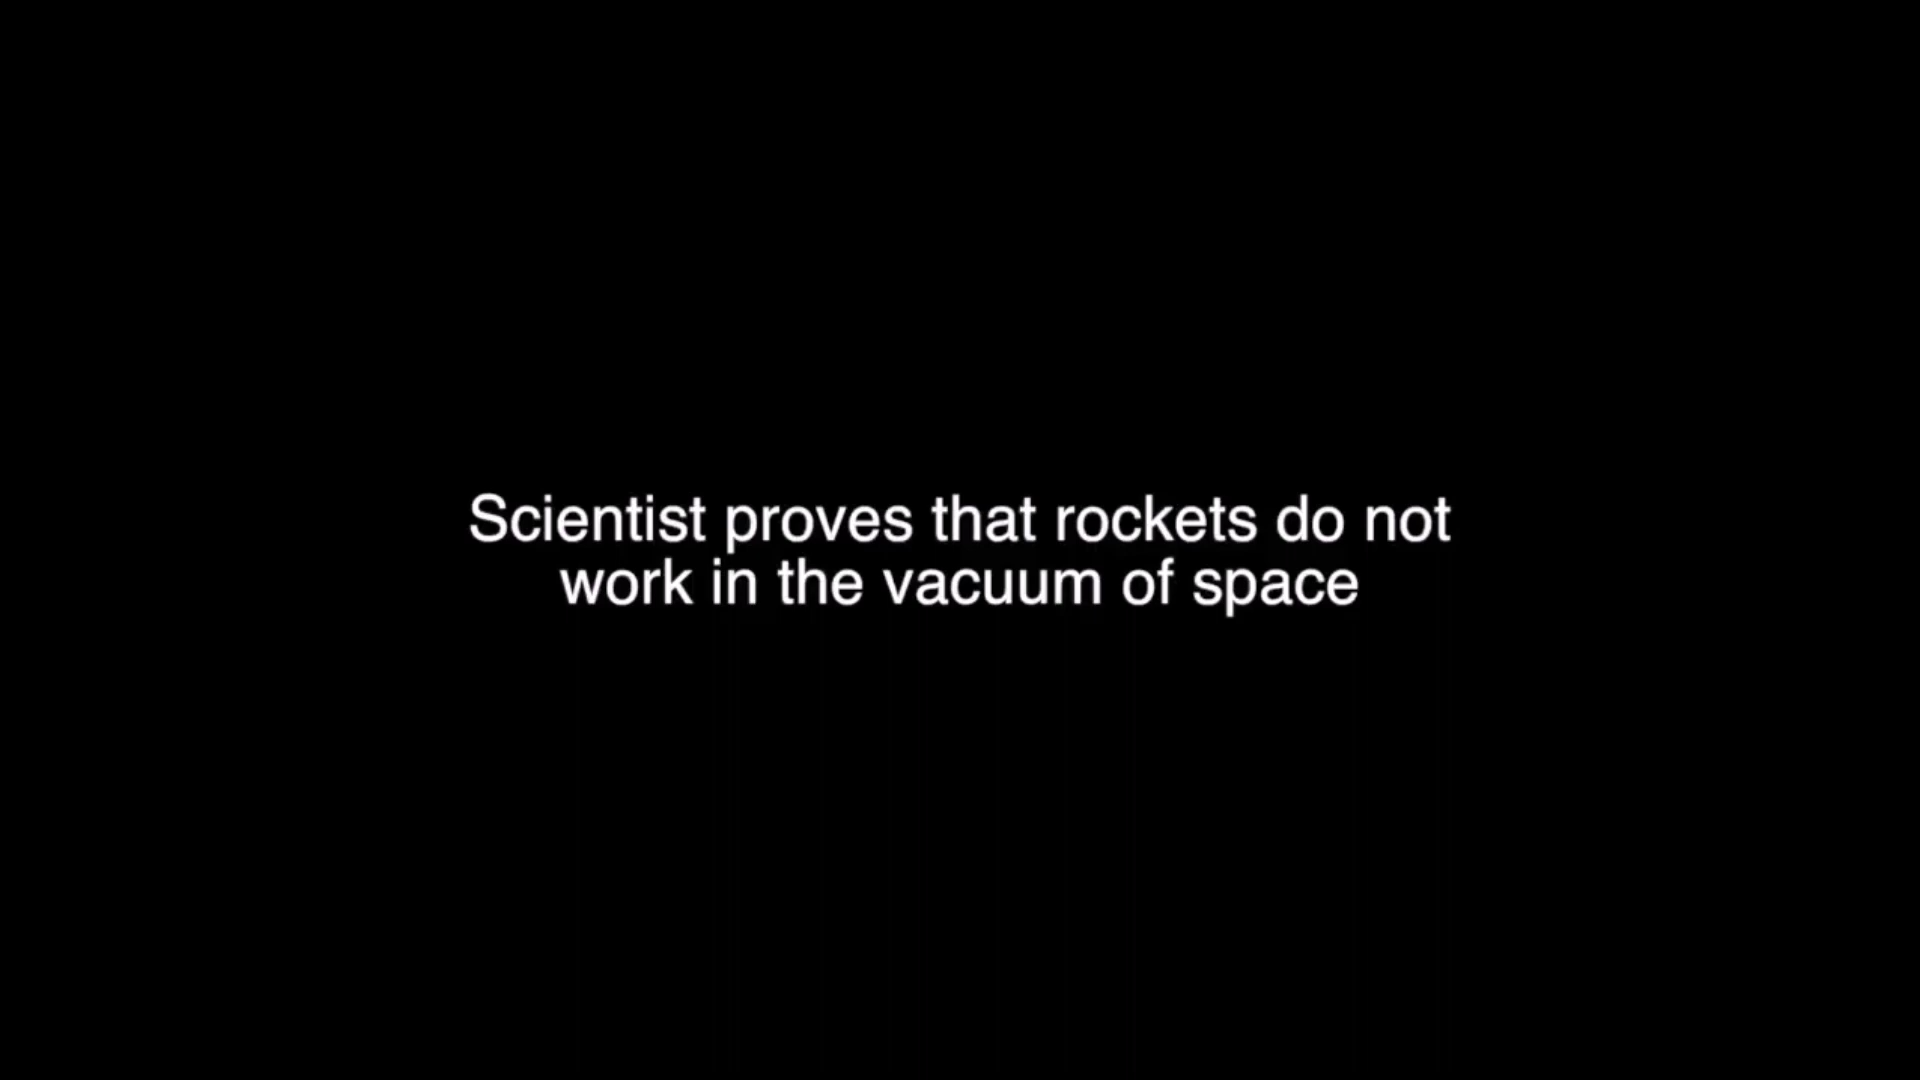 Scientist proves that rockets do not
work in the vacuum of space